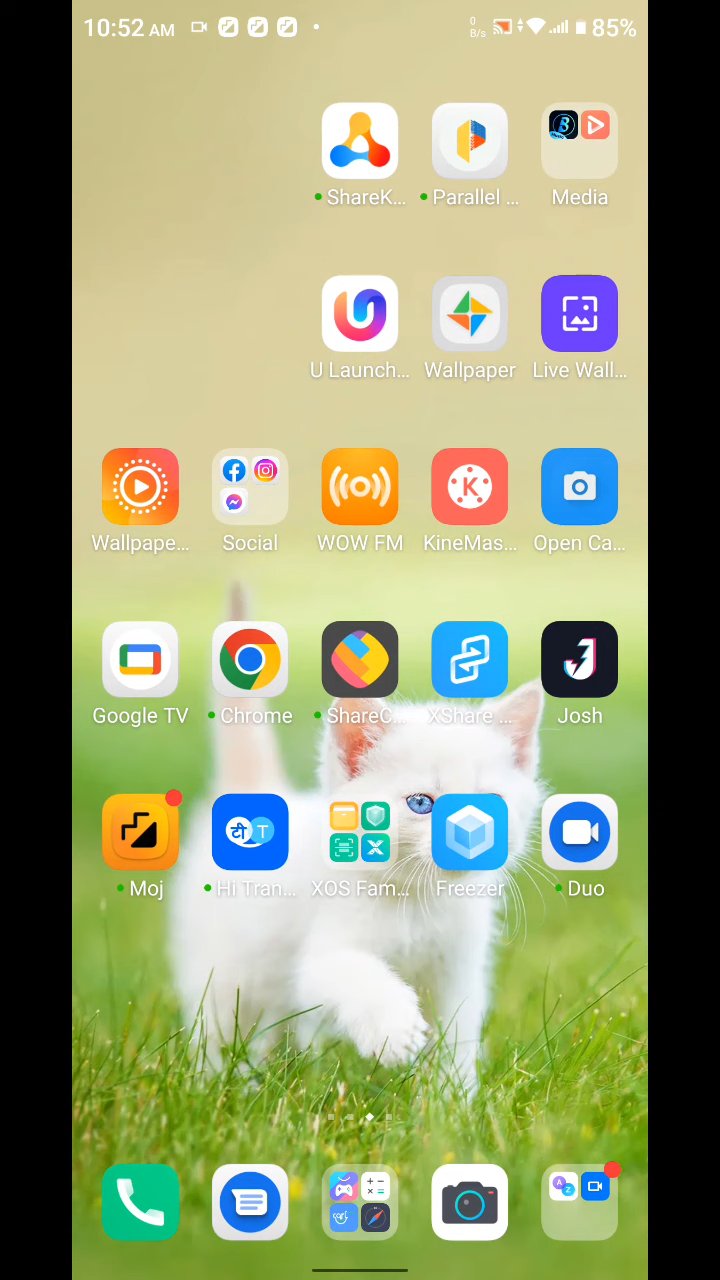 10:52 AM
0
B/s
85%
ShareK...
Parallel ...
Media
U Launch...
Wallpaper
Live Wall...
Wallpape...
Social
WOW FM
KineMas...
Open Ca...
Google TV
Chrome
ShareC...
XShare ...
Josh
टी T
Moj
Hi Tran...
XOS Fam...
Freezer
Duo